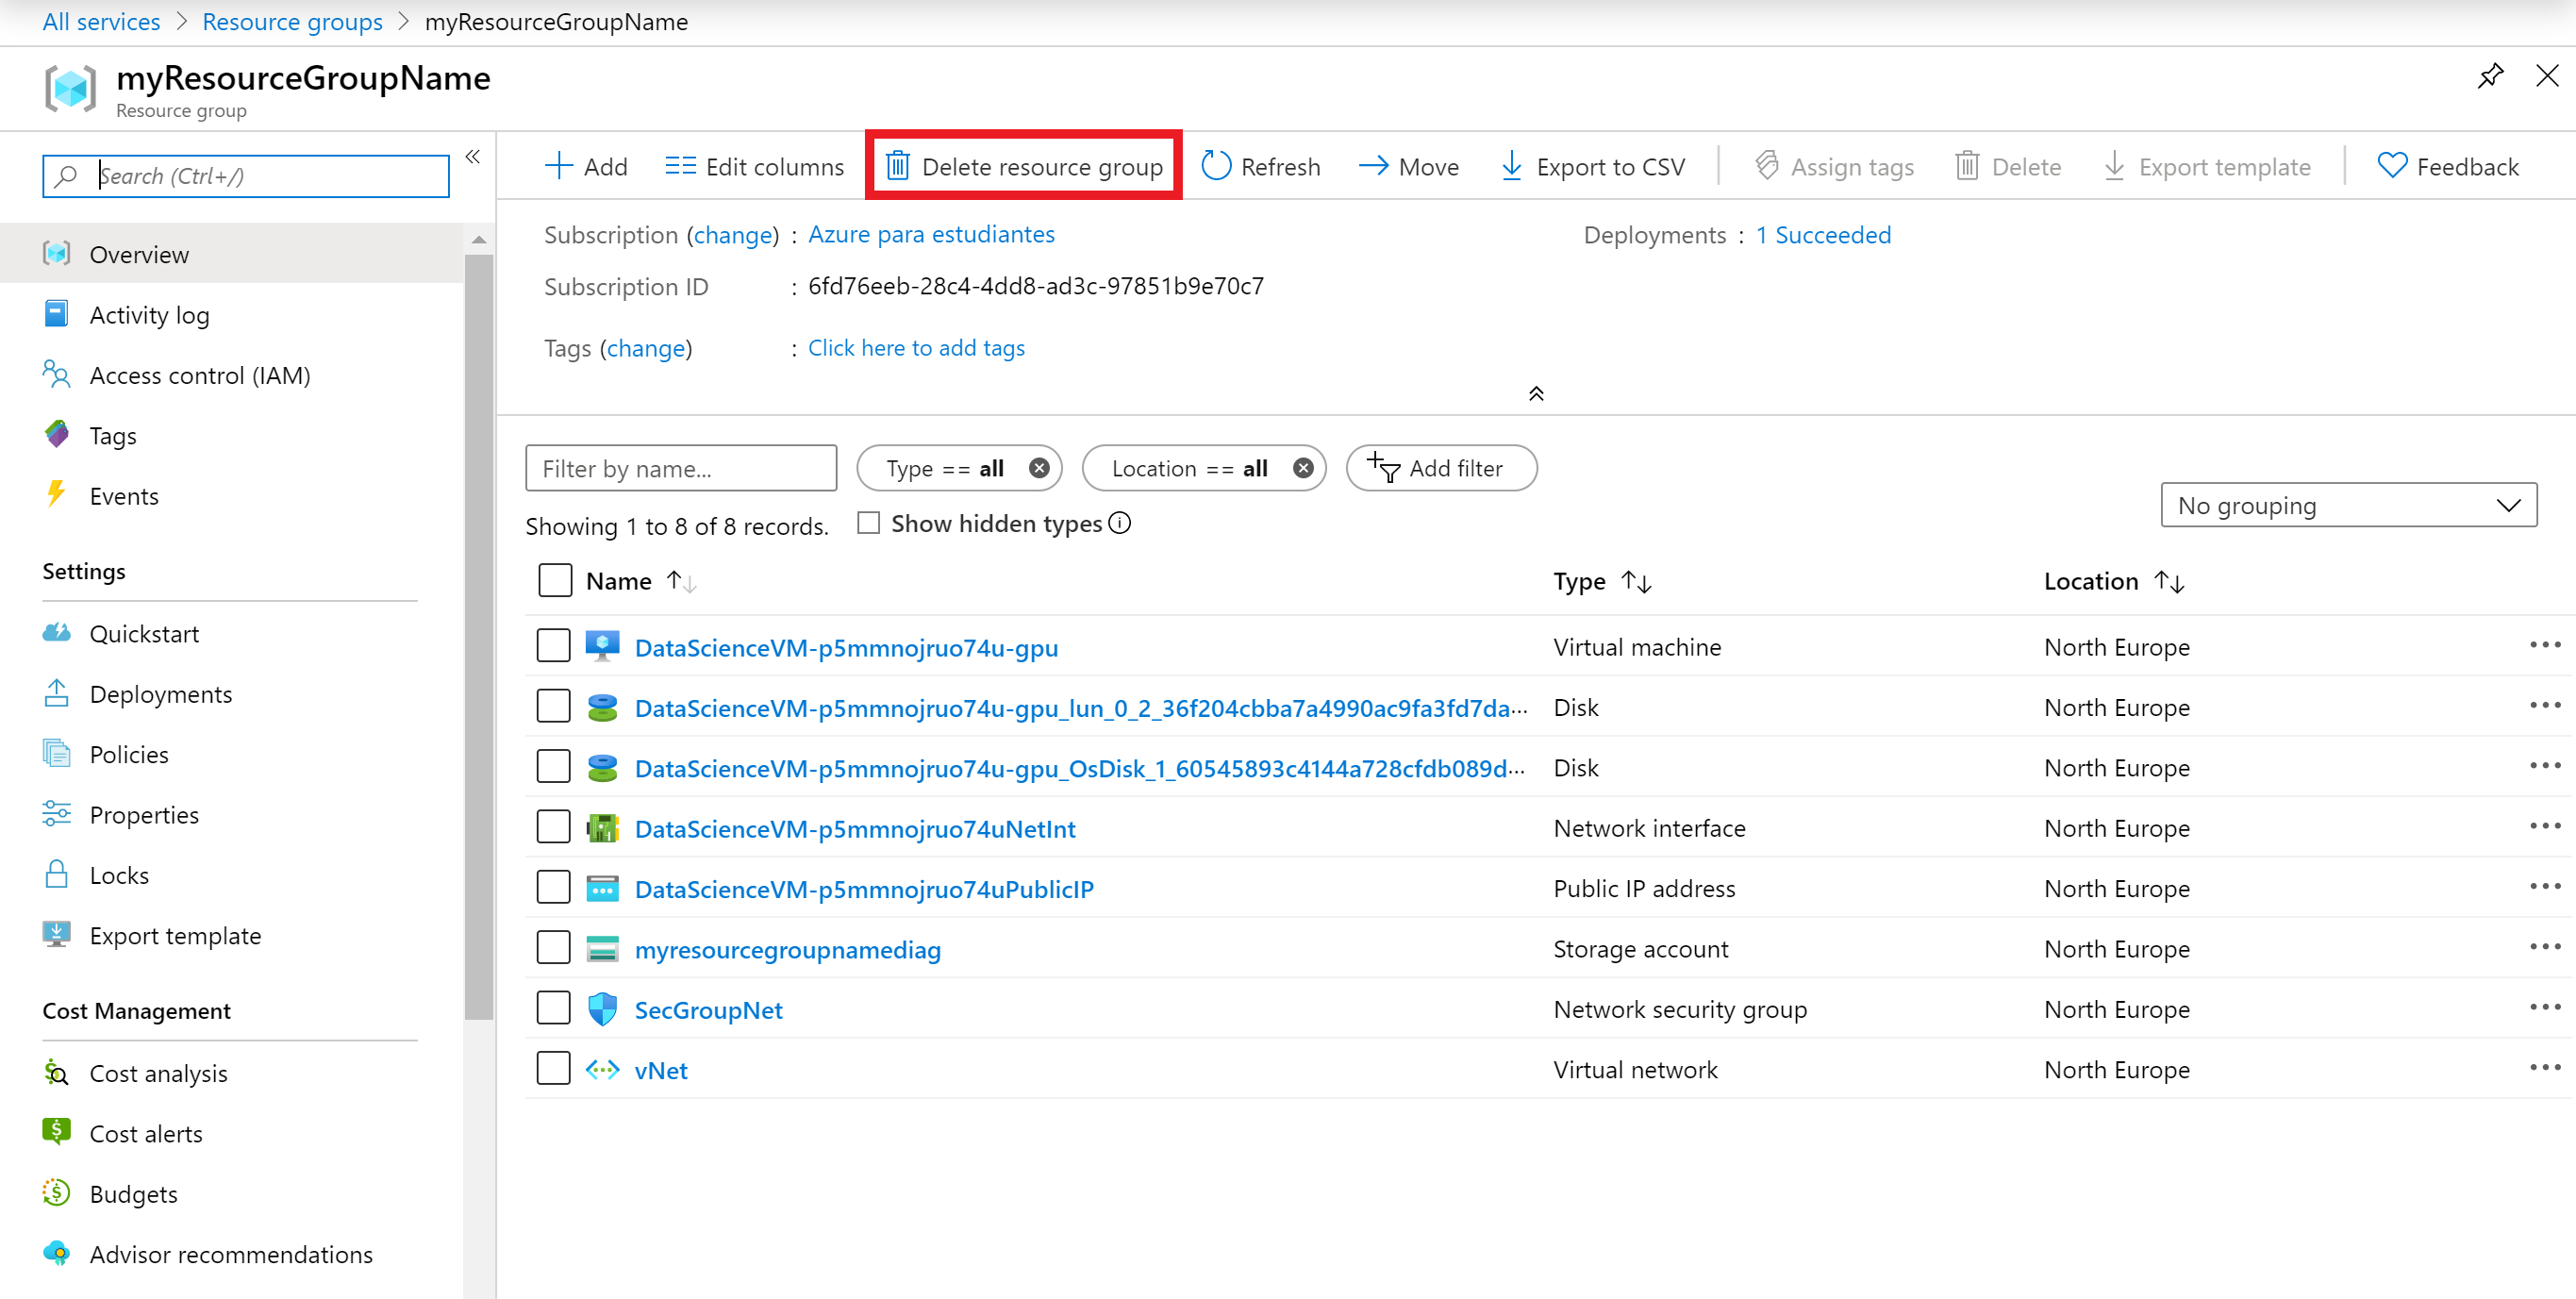 All services > Resource groups > myResourceGroupName
myResourceGroupName
Resource group
Search (Ctrl+/)
«
Add
Edit columns
Delete resource group
Refresh
Move
Export to CSV
Assign tags
Delete
Export template
Feedback
Overview
Activity log
Access control (IAM)
Tags
Events
Settings
Quickstart
Deployments
Policies
Properties
Locks
Export template
Cost Management
Cost analysis
Cost alerts
Budgets
Advisor recommendations
Subscription (change) : Azure para estudiantes
Deployments : 1 Succeeded
Subscription ID : 6fd76eeb-28c4-4dd8-ad3c-97851b9e70c7
Tags (change) : Click here to add tags
Filter by name...
Type == all
Location == all
Add filter
Showing 1 to 8 of 8 records.
Show hidden types
No grouping
Name Type Location
DataScienceVM-p5mmnojruo74u-gpu Virtual machine North Europe
DataScienceVM-p5mmnojruo74u-gpu_lun_0_2_36f204cbba7a4990ac9fa3fd7da... Disk North Europe
DataScienceVM-p5mmnojruo74u-gpu_OsDisk_1_60545893c4144a728cfdb089d... Disk North Europe
DataScienceVM-p5mmnojruo74uNetInt Network interface North Europe
DataScienceVM-p5mmnojruo74uPublicIP Public IP address North Europe
myresourcegroupnamediag Storage account North Europe
SecGroupNet Network security group North Europe
vNet Virtual network North Europe